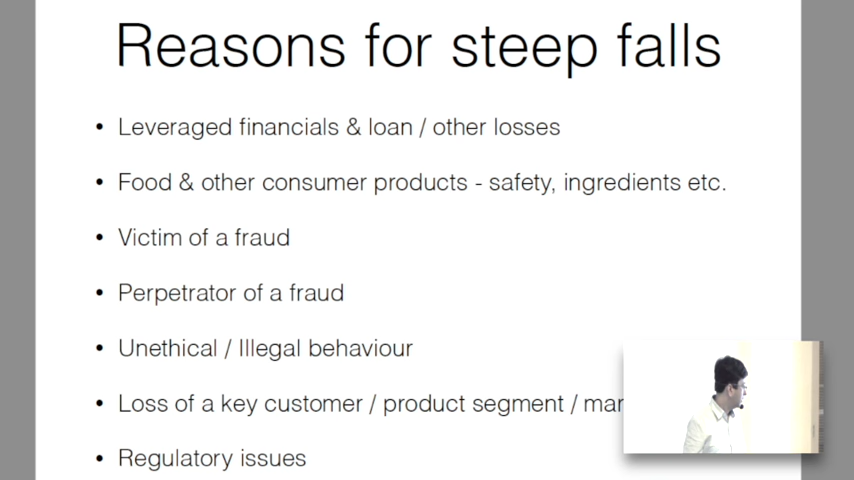 Reasons for steep falls
• Leveraged financials & loan / other losses
• Food & other consumer products - safety, ingredients etc.
• Victim of a fraud
• Perpetrator of a fraud
• Unethical / Illegal behaviour
• Loss of a key customer / product segment /
• Regulatory issues